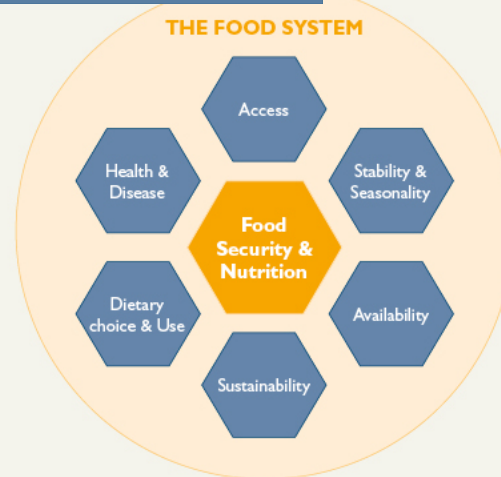 THE FOOD SYSTEM
Access
Health &
Disease
Stability &
Seasonality
Food
Security &
Nutrition
Dietary
choice & Use
Availability
Sustainability